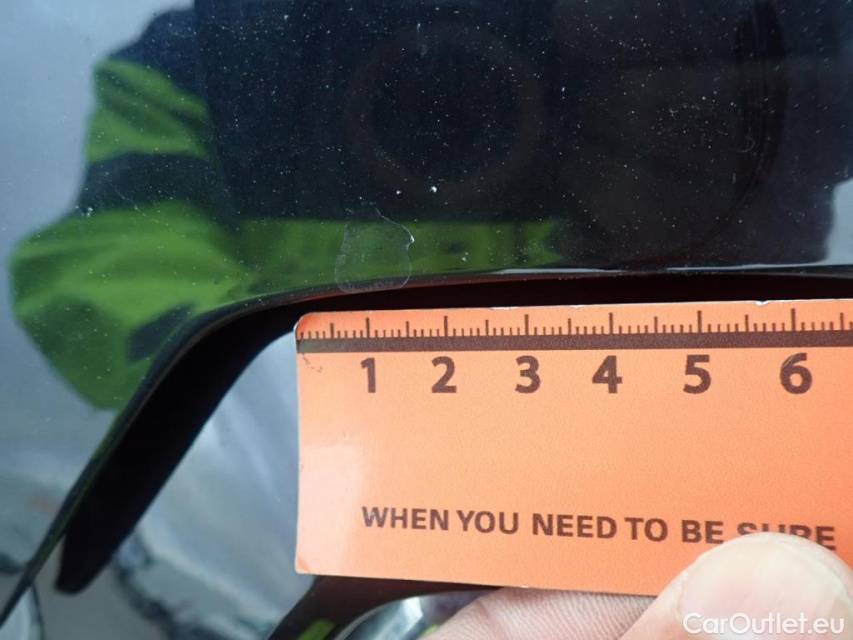 1 2 3 4 5 6
WHEN YOU NEED TO BE SURE
CarOutlet.eu